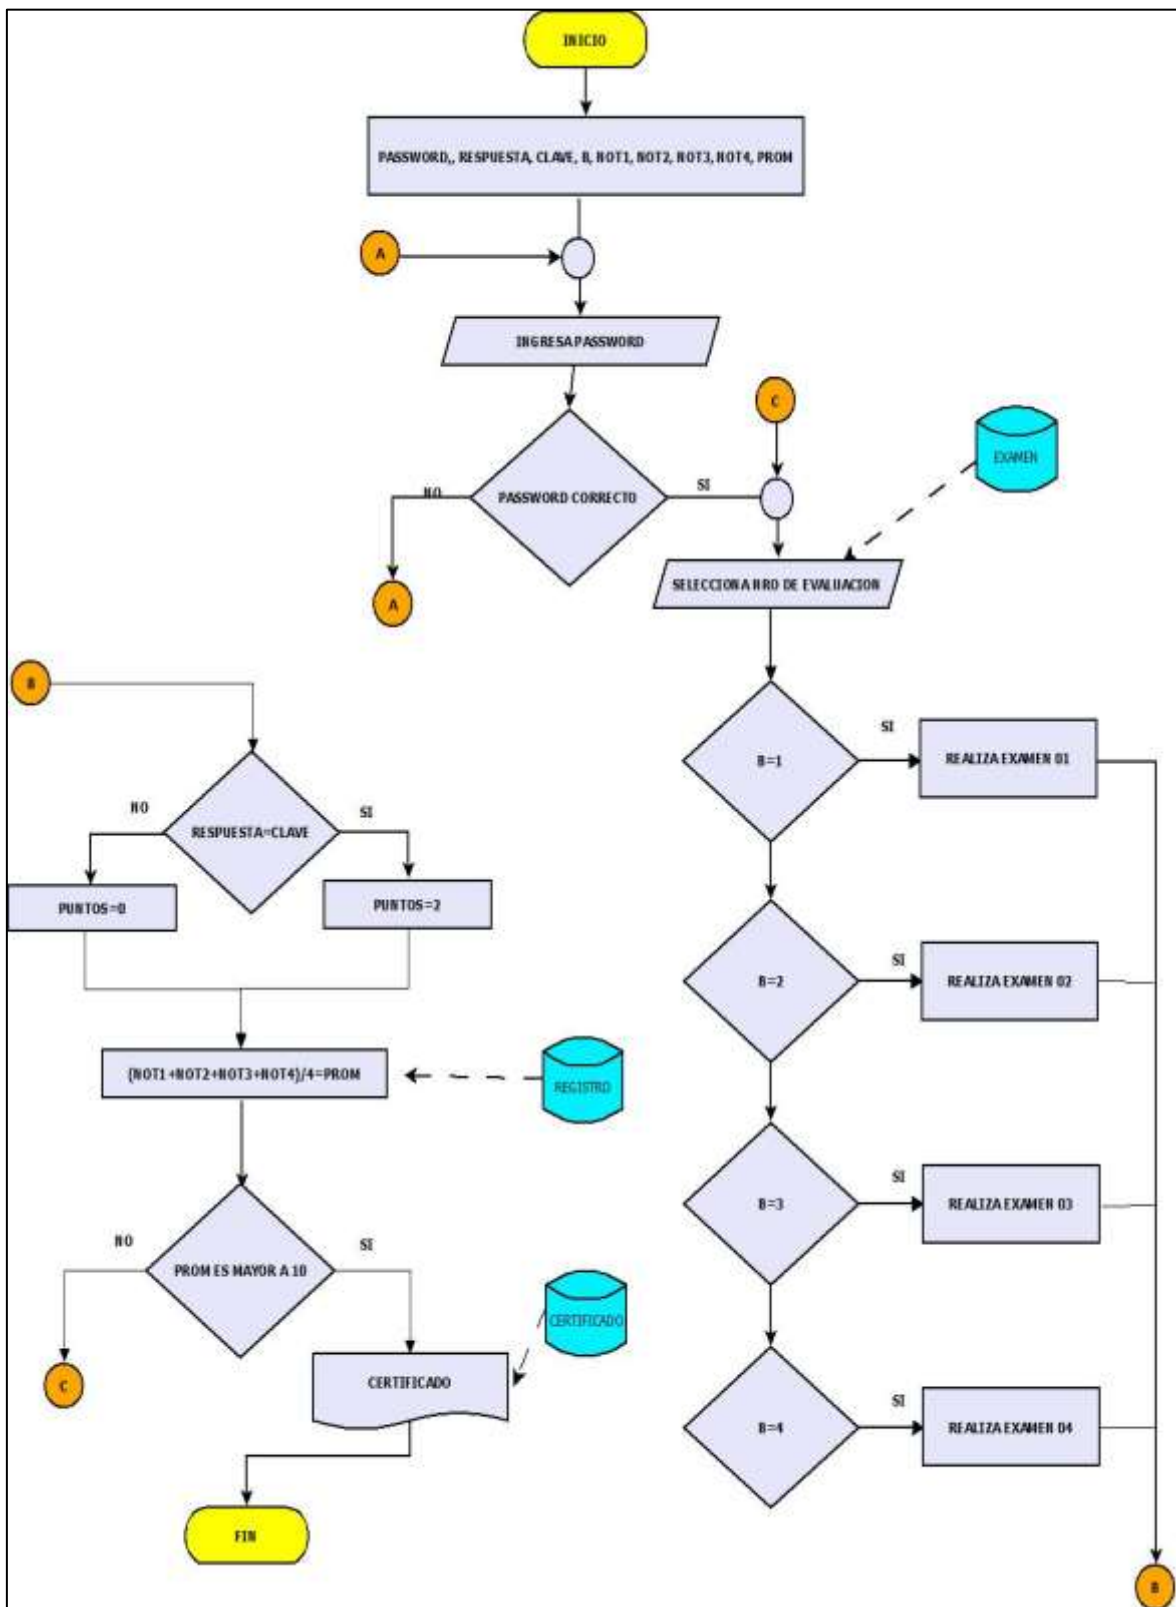 INICIO
PASSWORD,, RESPUESTA, CLAVE, B, NOT1, NOT2, NOT3, NOT4, PROM
A
INGRESA PASSWORD
C
EXAMEN
PASSWORD CORRECTO
NO
SI
A
SELECCIONA NRO DE EVALUACION
B
B=1
SI
REALIZA EXAMEN 01
RESPUESTA=CLAVE
NO
SI
PUNTOS=0
PUNTOS=2
B=2
SI
REALIZA EXAMEN 02
(NOT1+NOT2+NOT3+NOT4)/4=PROM
REGISTRO
B=3
SI
REALIZA EXAMEN 03
PROM ES MAYOR A 10
NO
SI
CERTIFICADO
C
CERTIFICADO
B=4
SI
REALIZA EXAMEN 04
FIN
B